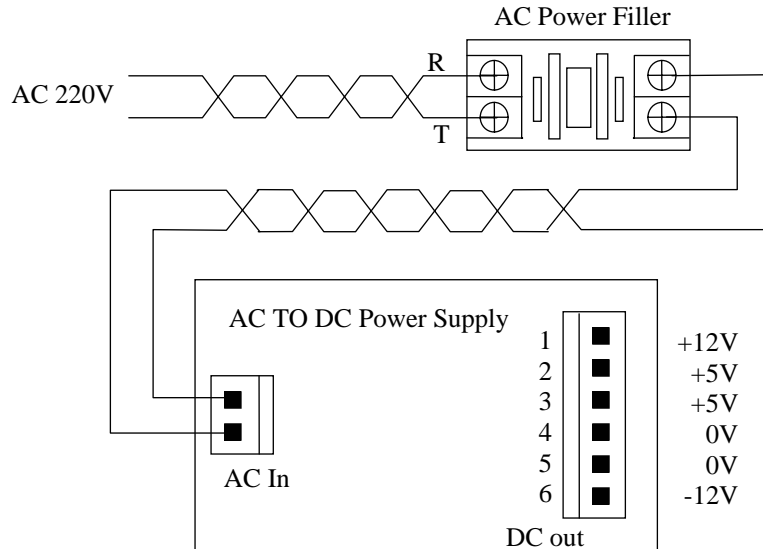 AC Power Filler
R
AC 220V
T
AC TO DC Power Supply
1 +12V
2 +5V
3 +5V
4 0V
5 0V
6 -12V
AC In
DC out